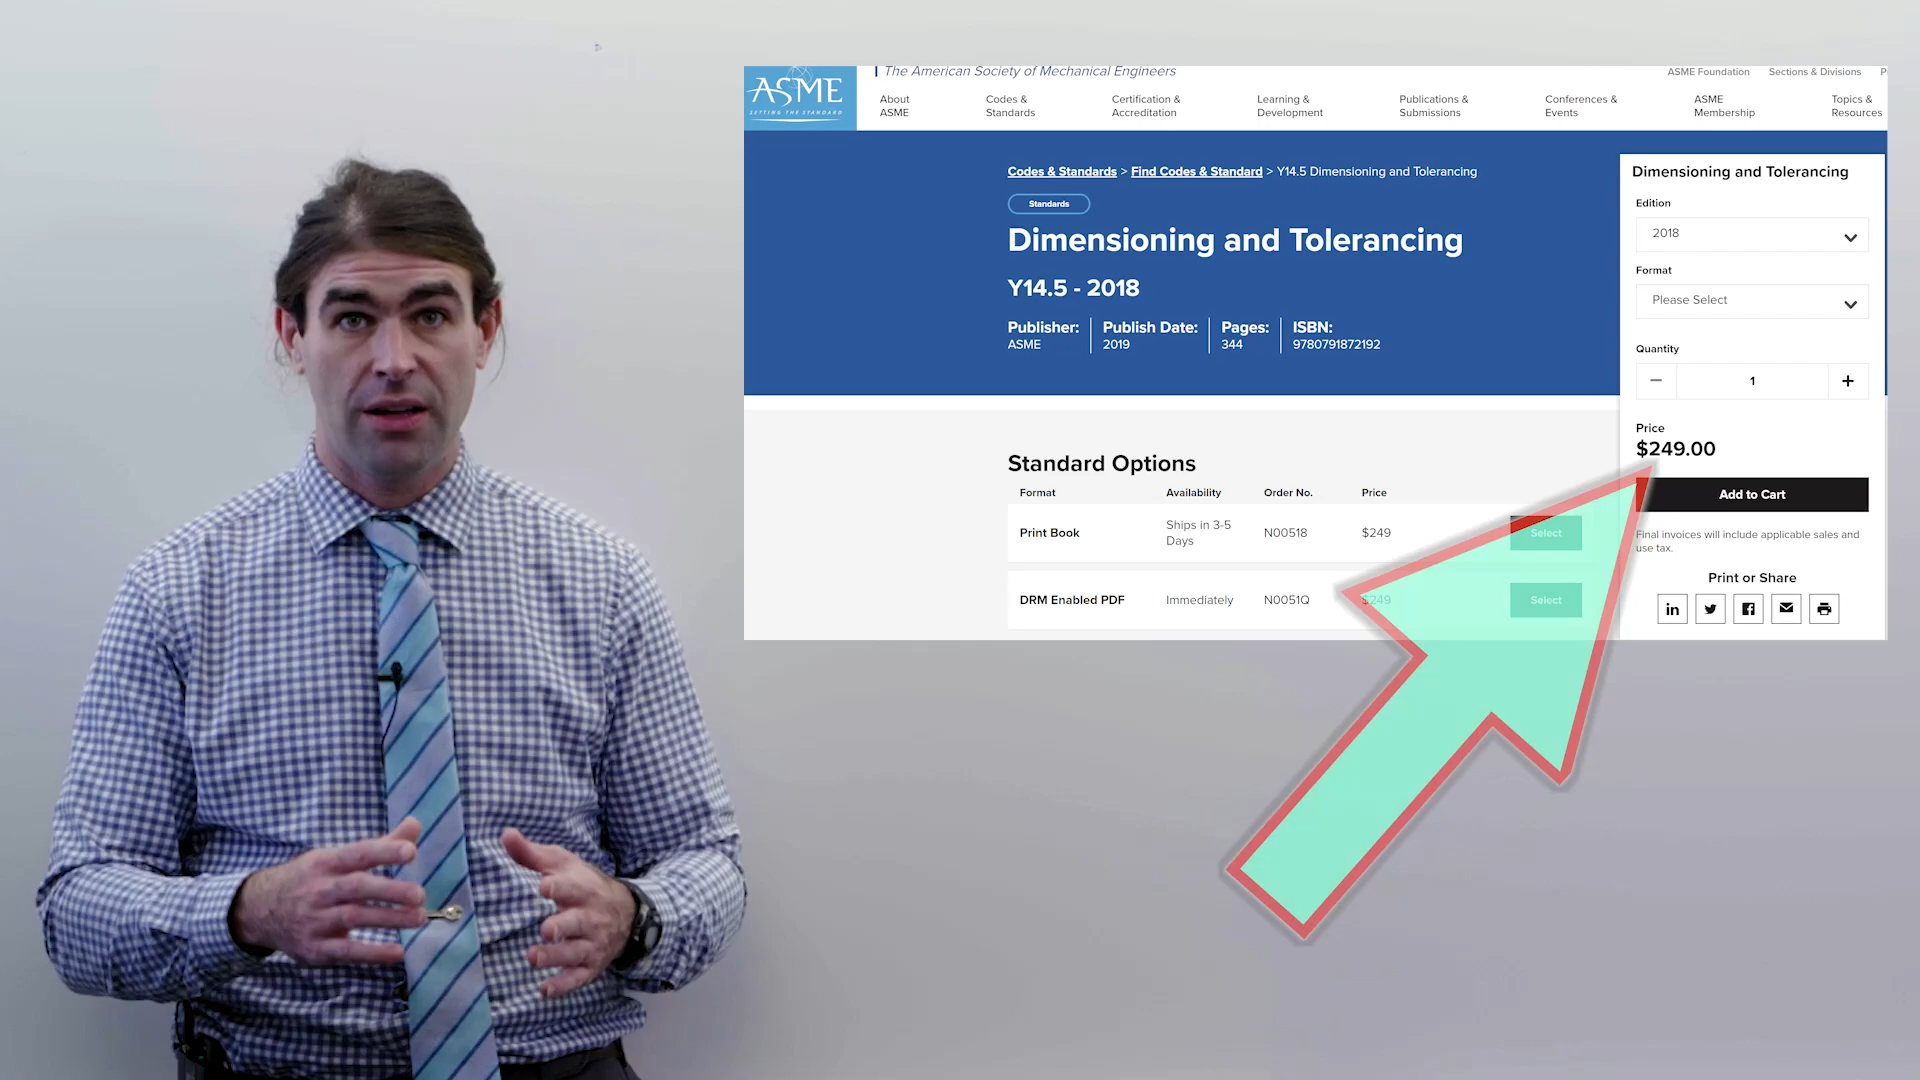 ASME
SETTING THE STANDARD
The American Society of Mechanical Engineers
ASME Foundation
Sections & Divisions
P
About
ASME
Codes &
Standards
Certification &
Accreditation
Learning &
Development
Publications &
Submissions
Conferences &
Events
ASME
Membership
Topics &
Resources
Codes & Standards > Find Codes & Standard > Y14.5 Dimensioning and Tolerancing
Standards
Dimensioning and Tolerancing
Y14.5 - 2018
Publisher:
ASME
Publish Date:
2019
Pages:
344
ISBN:
9780791872192
Standard Options
Format Availability Order No. Price
Print Book
Ships in 3-5
Days
N00518
$249
Select
DRM Enabled PDF
Immediately
N0051Q
$249
Select
Dimensioning and Tolerancing
Edition
2018
Format
Please Select
Quantity
− 1 +
Price
$249.00
Add to Cart
Final invoices will include applicable sales and
use tax.
Print or Share
in